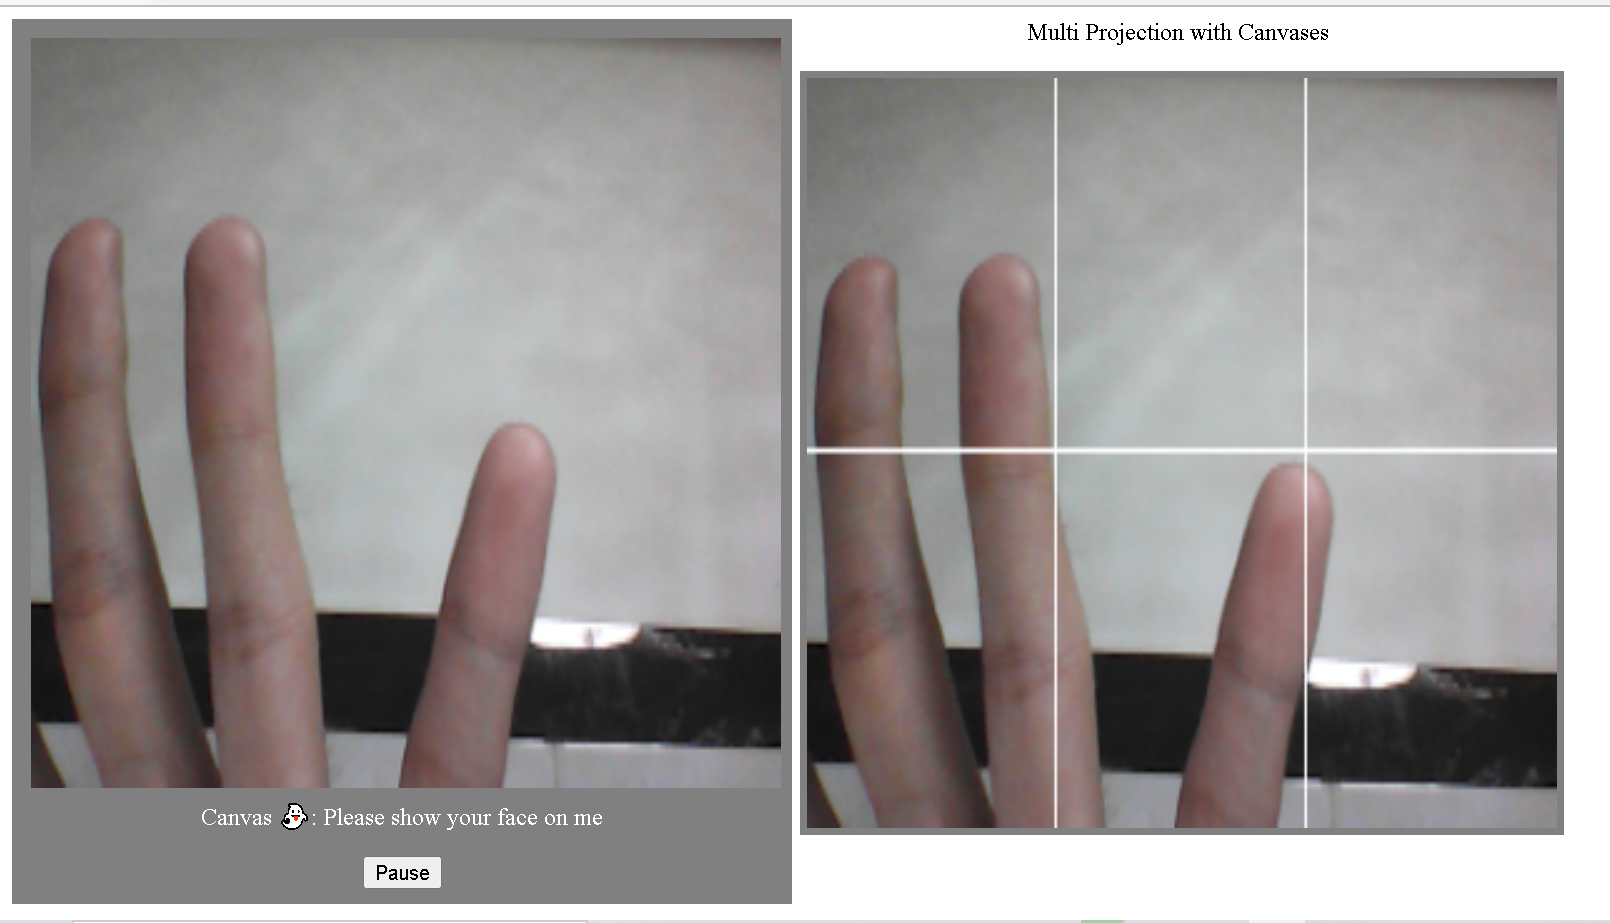 Multi Projection with Canvases
Canvas 👻: Please show your face on me
Pause